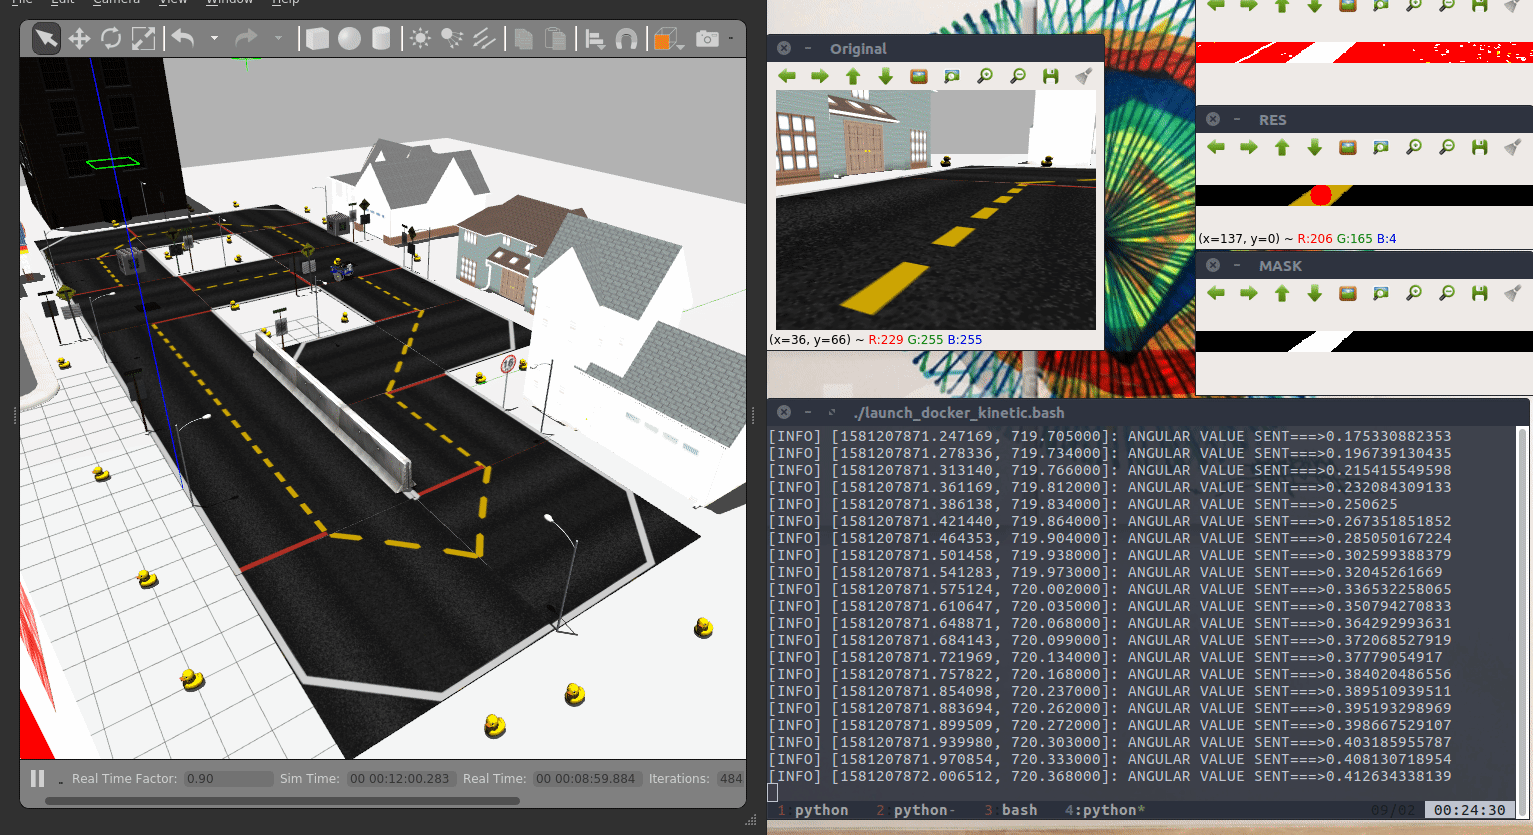 File Edit Camera View Window Help
Real Time Factor: 0.90 Sim Time: 00 00:12:00.283 Real Time: 00 00:08:59.884 Iterations: 484
16
Original
(x=36, y=66) ~ R:229 G:255 B:255
RES
(x=137, y=0) ~ R:206 G:165 B:4
MASK
./launch_docker_kinetic.bash
[INFO] [1581207871.247169, 719.705000]: ANGULAR VALUE SENT===>0.175330882353
[INFO] [1581207871.278336, 719.734000]: ANGULAR VALUE SENT===>0.196739130435
[INFO] [1581207871.313140, 719.766000]: ANGULAR VALUE SENT===>0.215415549598
[INFO] [1581207871.361169, 719.812000]: ANGULAR VALUE SENT===>0.232084309133
[INFO] [1581207871.386138, 719.834000]: ANGULAR VALUE SENT===>0.250625
[INFO] [1581207871.421440, 719.864000]: ANGULAR VALUE SENT===>0.267351851852
[INFO] [1581207871.464353, 719.904000]: ANGULAR VALUE SENT===>0.285050167224
[INFO] [1581207871.501458, 719.938000]: ANGULAR VALUE SENT===>0.302599388379
[INFO] [1581207871.541283, 719.973000]: ANGULAR VALUE SENT===>0.32045261669
[INFO] [1581207871.575124, 720.002000]: ANGULAR VALUE SENT===>0.336532258065
[INFO] [1581207871.610647, 720.035000]: ANGULAR VALUE SENT===>0.350794270833
[INFO] [1581207871.648871, 720.068000]: ANGULAR VALUE SENT===>0.364292993631
[INFO] [1581207871.684143, 720.099000]: ANGULAR VALUE SENT===>0.372068527919
[INFO] [1581207871.721969, 720.134000]: ANGULAR VALUE SENT===>0.37779054917
[INFO] [1581207871.757822, 720.168000]: ANGULAR VALUE SENT===>0.384020486556
[INFO] [1581207871.854098, 720.237000]: ANGULAR VALUE SENT===>0.389510939511
[INFO] [1581207871.883694, 720.262000]: ANGULAR VALUE SENT===>0.395193298969
[INFO] [1581207871.899509, 720.272000]: ANGULAR VALUE SENT===>0.398667529107
[INFO] [1581207871.939980, 720.303000]: ANGULAR VALUE SENT===>0.403185955787
[INFO] [1581207871.970854, 720.333000]: ANGULAR VALUE SENT===>0.408130718954
[INFO] [1581207872.006512, 720.368000]: ANGULAR VALUE SENT===>0.412634338139
1 python 2 python- 3 bash 4:python* 09/02 00:24:30